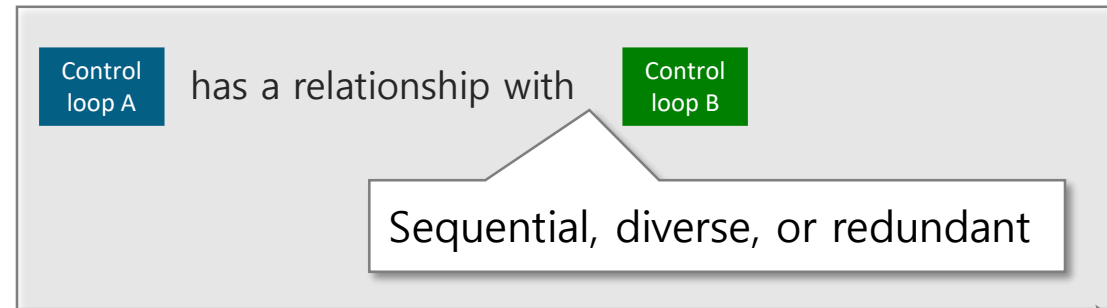 Control
loop A
has a relationship with
Control
loop B
Sequential, diverse, or redundant